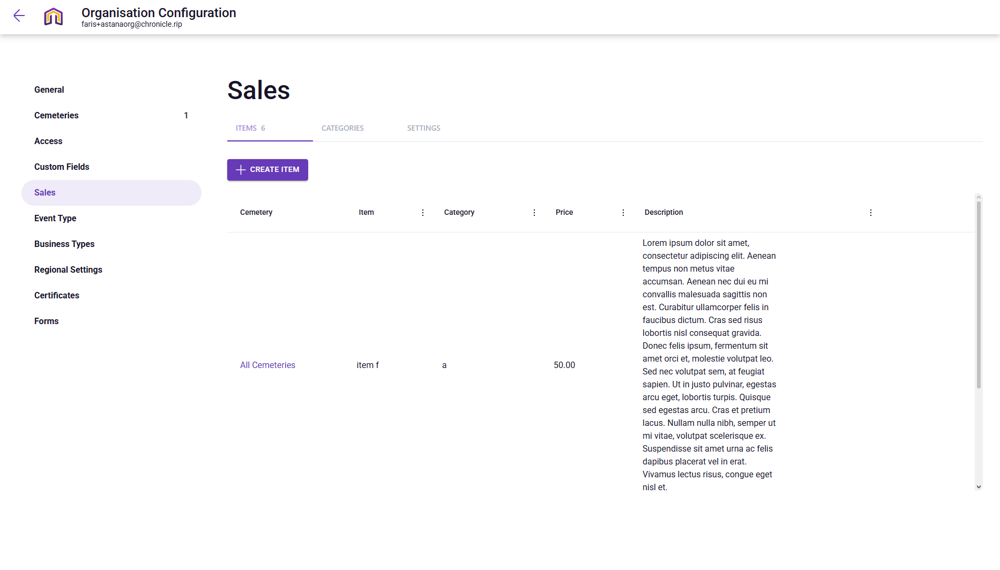 Organisation Configuration
faris+astanaorg@chronicle.rip
General
Cemeteries 1
Access
Custom Fields
Sales
Event Type
Business Types
Regional Settings
Certificates
Forms
Sales
ITEMS 6 CATEGORIES SETTINGS
CREATE ITEM
Cemetery Item Category Price Description
All Cemeteries item f a 50.00
Lorem ipsum dolor sit amet,
consectetur adipiscing elit. Aenean
tempus non metus vitae
accumsan. Aenean nec dui eu mi
convallis malesuada sagittis non
est. Curabitur ullamcorper felis in
faucibus dictum. Cras sed risus
lobortis nisl consequat gravida.
Donec felis ipsum, fermentum sit
amet orci et, molestie volutpat leo.
Sed nec volutpat sem, at feugiat
sapien. Ut in justo pulvinar, egestas
arcu eget, lobortis turpis. Quisque
sed egestas arcu. Cras et pretium
lacus. Nullam nulla nibh, semper ut
mi vitae, volutpat scelerisque ex.
Suspendisse sit amet urna ac felis
dapibus placerat vel in erat.
Vivamus lectus risus, congue eget
nisl et.